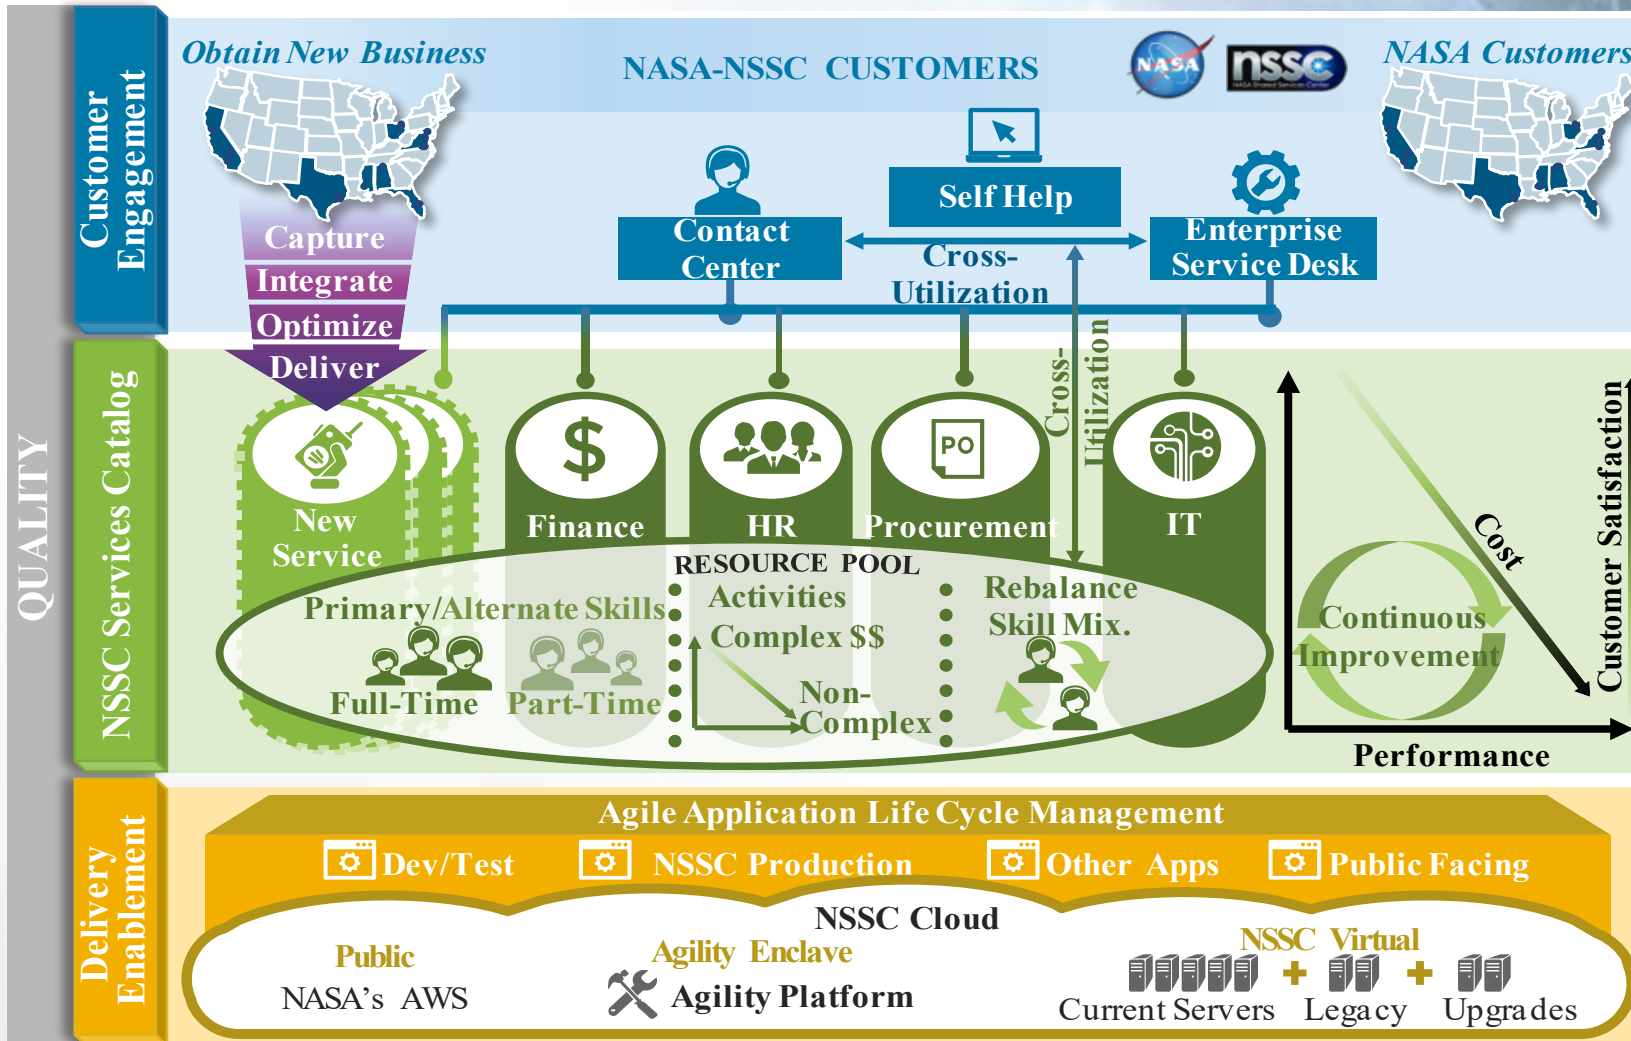 QUALITY
Customer
Engagement
Obtain New Business
NASA-NSSC CUSTOMERS
NASA
nssc
NASA Shared Services Center
NASA Customers
Capture
Integrate
Optimize
Deliver
Contact
Center
Self Help
Enterprise
Service Desk
Cross-
Utilization
Cross-
Utilization
NSSC Services Catalog
New
Service
$
Finance
HR
PO
Procurement
IT
RESOURCE POOL
Primary/Alternate Skills
Full-Time
Part-Time
Activities
Complex $$
Non-
Complex
Rebalance
Skill Mix.
Cost
Continuous
Improvement
Customer Satisfaction
Performance
Delivery
Enablement
Agile Application Life Cycle Management
Dev/Test
NSSC Production
Other Apps
Public Facing
NSSC Cloud
Public
NASA's AWS
Agility Enclave
Agility Platform
NSSC Virtual
Current Servers
Legacy
Upgrades